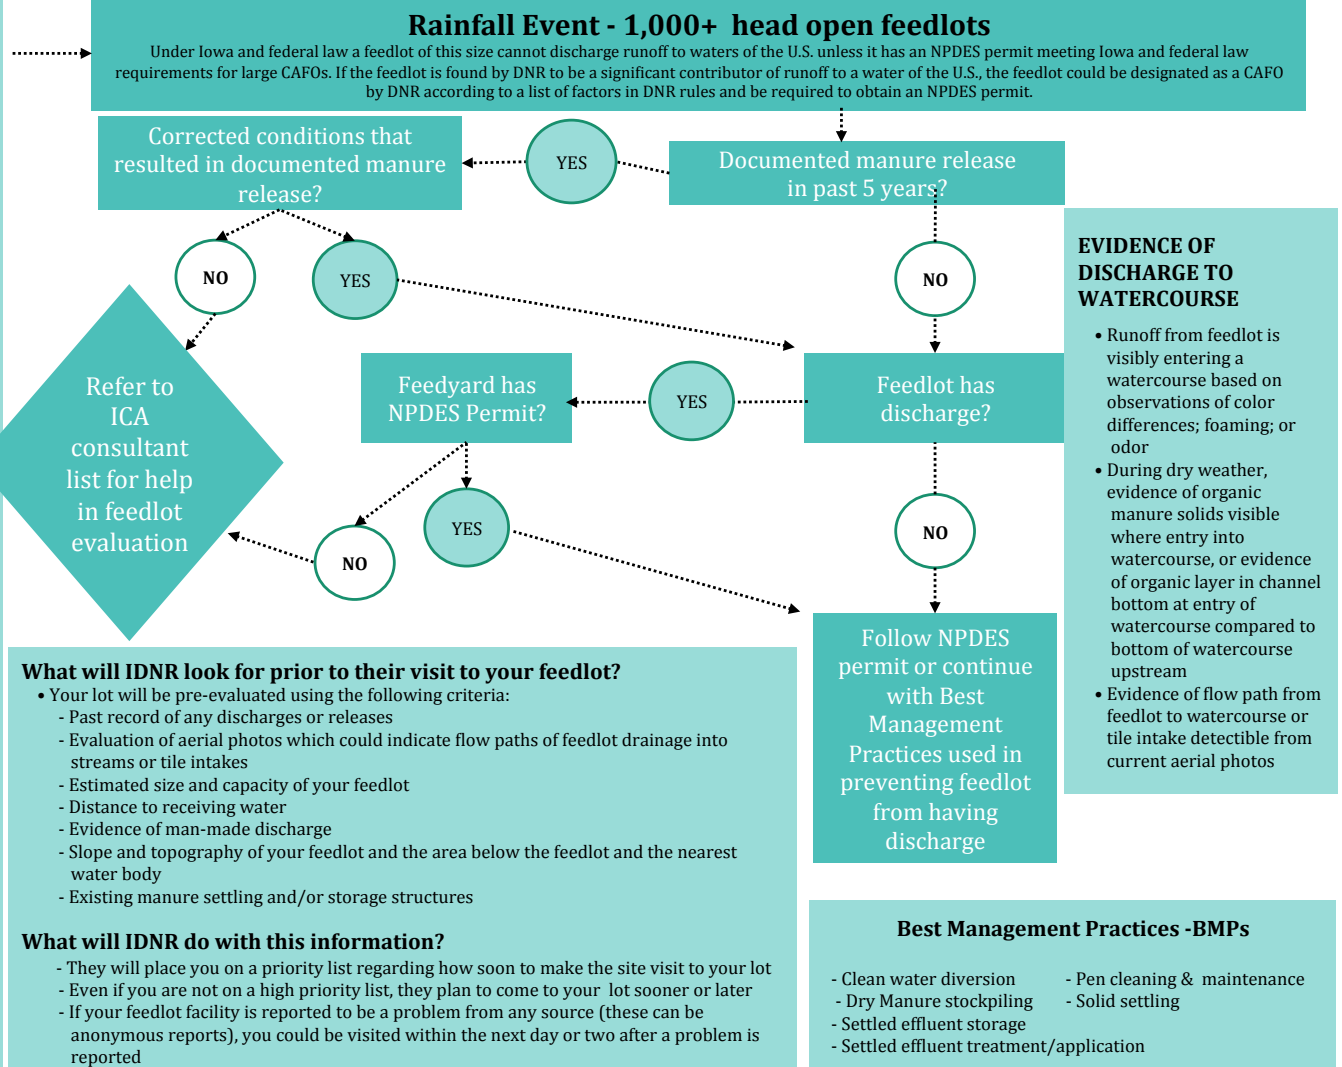 Rainfall Event - 1,000+ head open feedlots
Under Iowa and federal law a feedlot of this size cannot discharge runoff to waters of the U.S. unless it has an NPDES permit meeting Iowa and federal law
requirements for large CAFOs. If the feedlot is found by DNR to be a significant contributor of runoff to a water of the U.S., the feedlot could be designated as a CAFO
by DNR according to a list of factors in DNR rules and be required to obtain an NPDES permit.
Corrected conditions that
resulted in documented manure
release?
YES
Documented manure release
in past 5 years?
NO
YES
NO
Refer to
ICA
consultant
list for help
in feedlot
evaluation
Feedyard has
NPDES Permit?
YES
Feedlot has
discharge?
NO
YES
NO
Follow NPDES
permit or continue
with Best
Management
Practices used in
preventing feedlot
from having
discharge
EVIDENCE OF
DISCHARGE TO
WATERCOURSE
• Runoff from feedlot is
visibly entering a
watercourse based on
observations of color
differences; foaming; or
odor
• During dry weather,
evidence of organic
manure solids visible
where entry into
watercourse, or evidence
of organic layer in channel
bottom at entry of
watercourse compared to
bottom of watercourse
upstream
• Evidence of flow path from
feedlot to watercourse or
tile intake detectible from
current aerial photos
What will IDNR look for prior to their visit to your feedlot?
• Your lot will be pre-evaluated using the following criteria:
- Past record of any discharges or releases
- Evaluation of aerial photos which could indicate flow paths of feedlot drainage into
streams or tile intakes
- Estimated size and capacity of your feedlot
- Distance to receiving water
- Evidence of man-made discharge
- Slope and topography of your feedlot and the area below the feedlot and the nearest
water body
- Existing manure settling and/or storage structures
What will IDNR do with this information?
- They will place you on a priority list regarding how soon to make the site visit to your lot
- Even if you are not on a high priority list, they plan to come to your lot sooner or later
- If your feedlot facility is reported to be a problem from any source (these can be
anonymous reports), you could be visited within the next day or two after a problem is
reported
Best Management Practices -BMPs
- Clean water diversion
- Dry Manure stockpiling
- Settled effluent storage
- Settled effluent treatment/application
- Pen cleaning & maintenance
- Solid settling